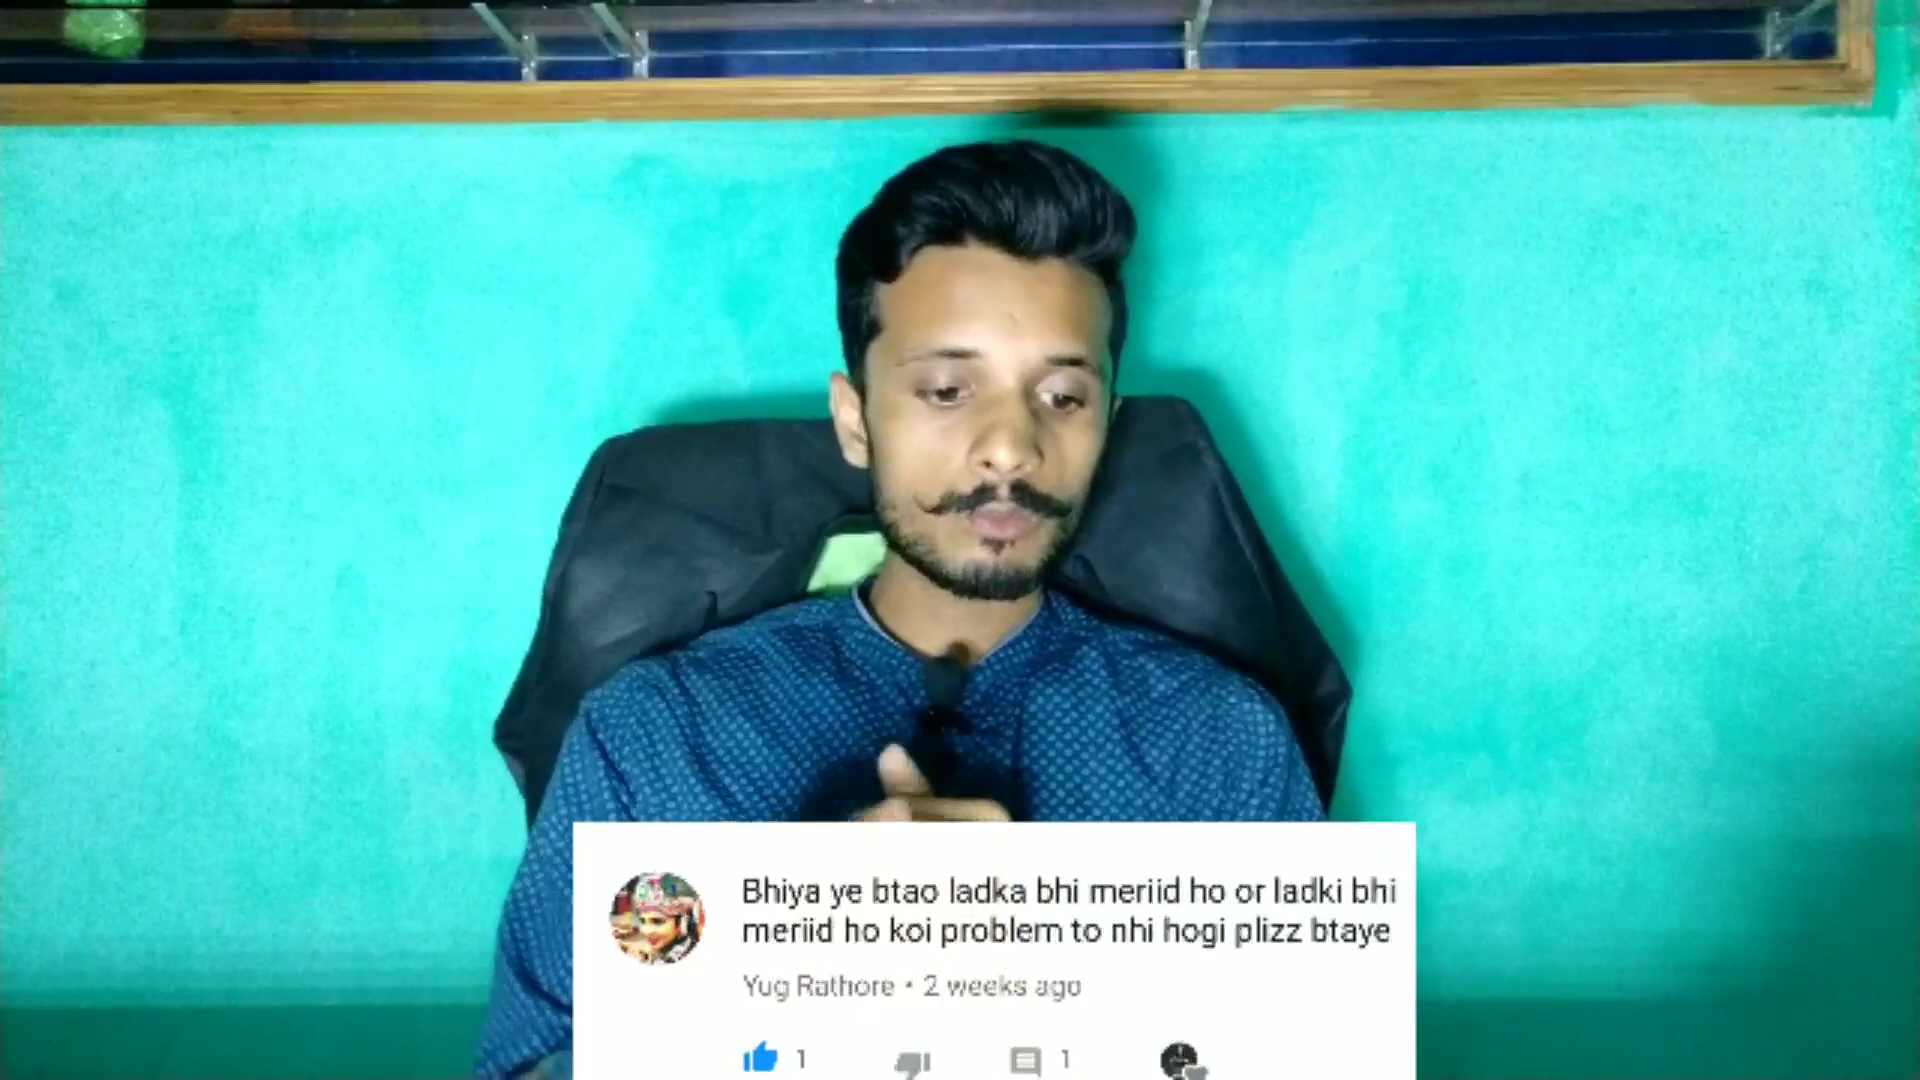 Bhiya ye btao ladka bhi meriid ho or ladki bhi
meriid ho koi problem to nhi hogi plizz btaye
Yug Rathore • 2 weeks ago
1 1